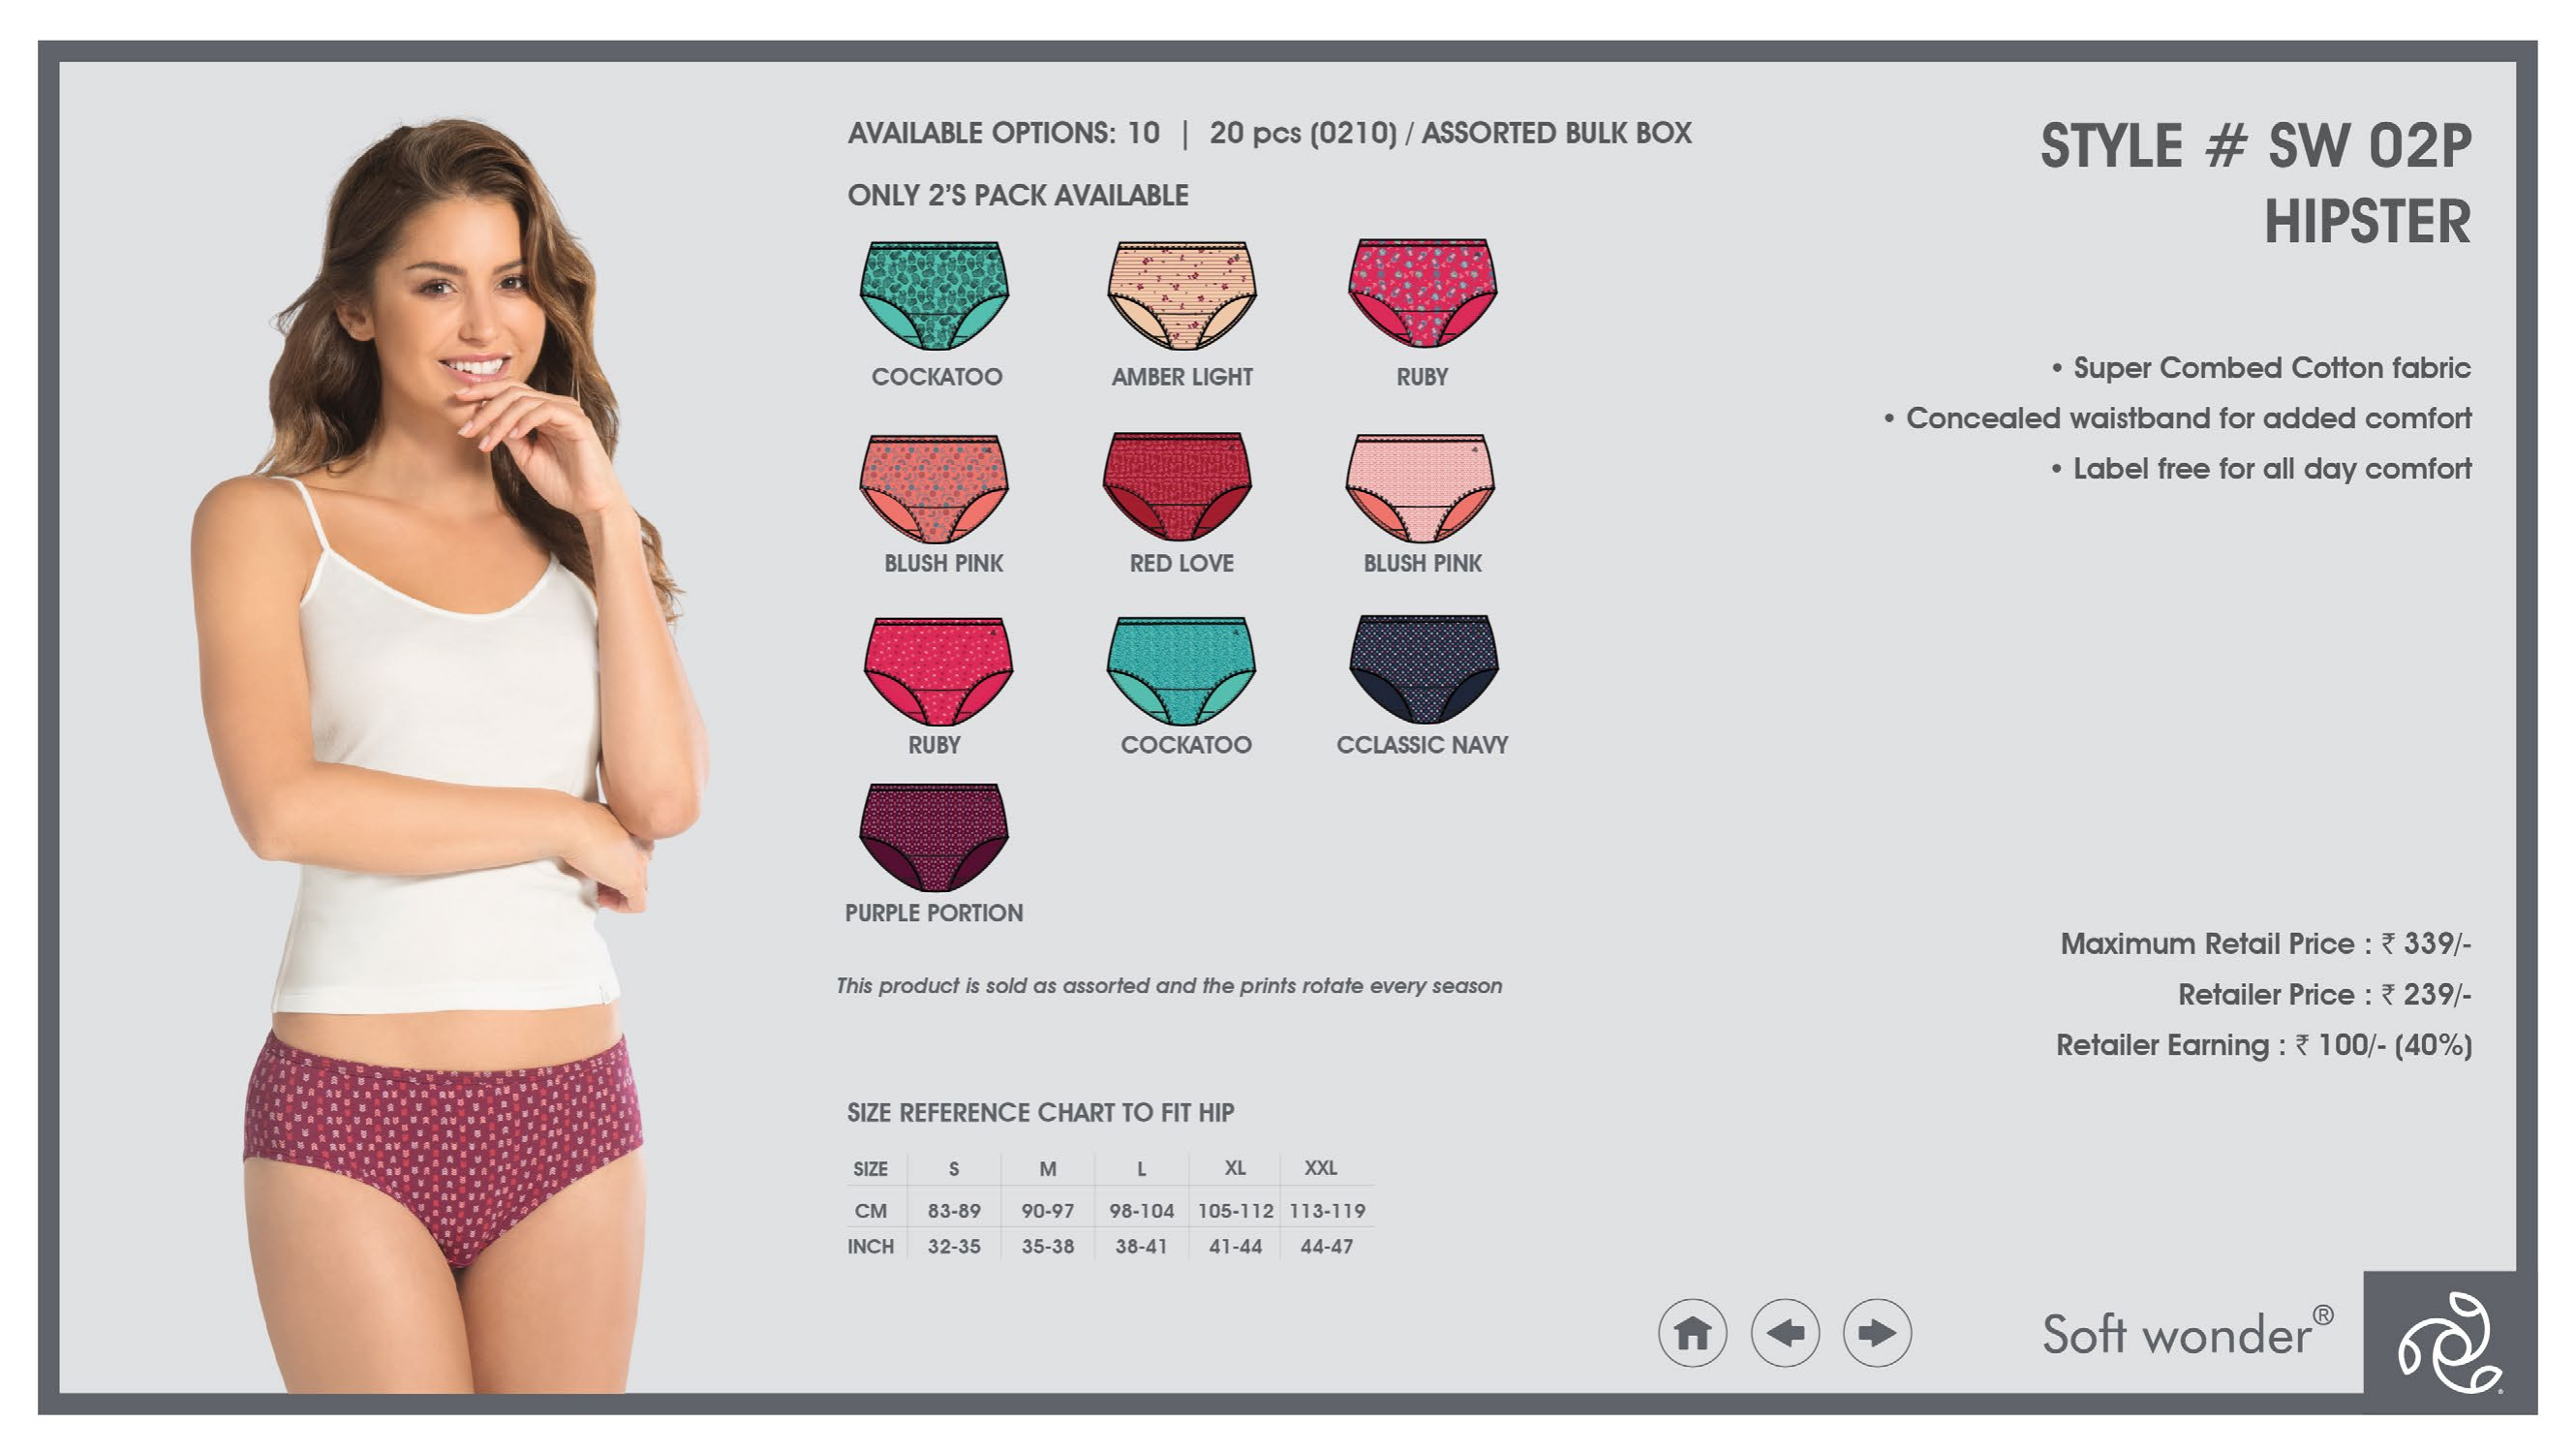 AVAILABLE OPTIONS: 10 | 20 pcs (0210) / ASSORTED BULK BOX
ONLY 2'S PACK AVAILABLE
COCKATOO AMBER LIGHT RUBY
BLUSH PINK RED LOVE BLUSH PINK
RUBY COCKATOO CCLASSIC NAVY
PURPLE PORTION
This product is sold as assorted and the prints rotate every season
SIZE REFERENCE CHART TO FIT HIP
SIZE S M L XL XXL
CM 83-89 90-97 98-104 105-112 113-119
INCH 32-35 35-38 38-41 41-44 44-47
STYLE # SW 02P
HIPSTER
• Super Combed Cotton fabric
• Concealed waistband for added comfort
• Label free for all day comfort
Maximum Retail Price : ₹ 339/-
Retailer Price : ₹ 239/-
Retailer Earning : ₹ 100/- (40%)
Soft wonder®